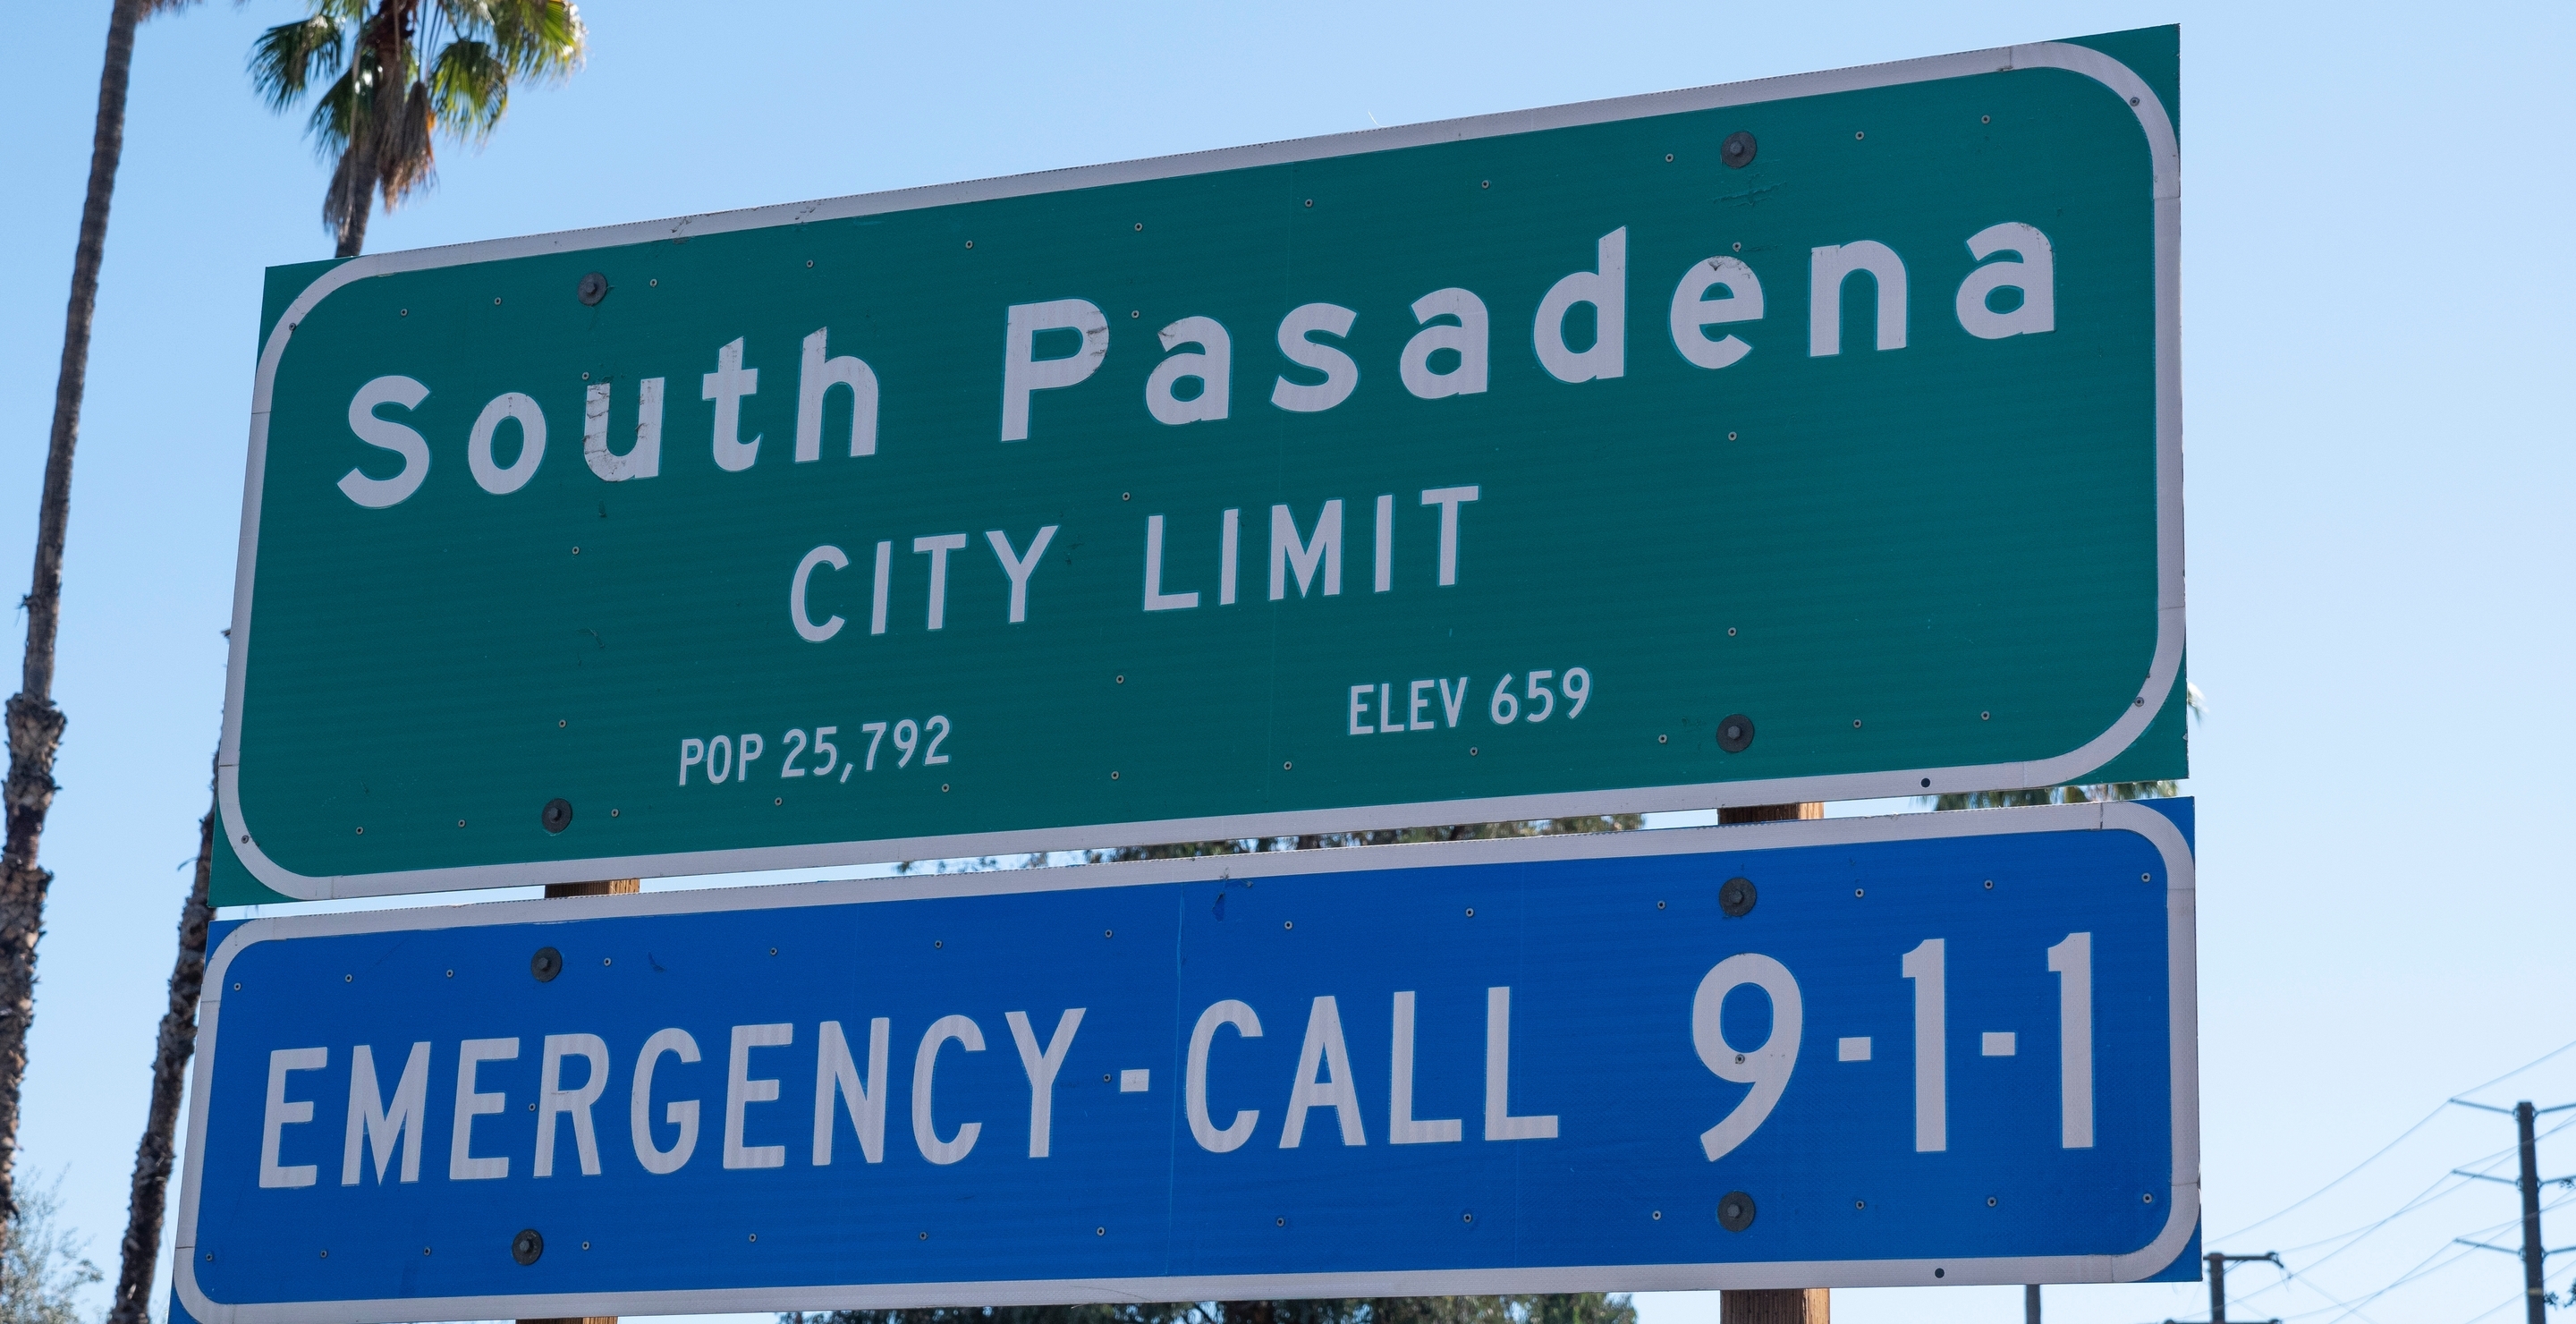 South Pasadena
CITY LIMIT
POP 25,792 ELEV 659
EMERGENCY-CALL 9-1-1